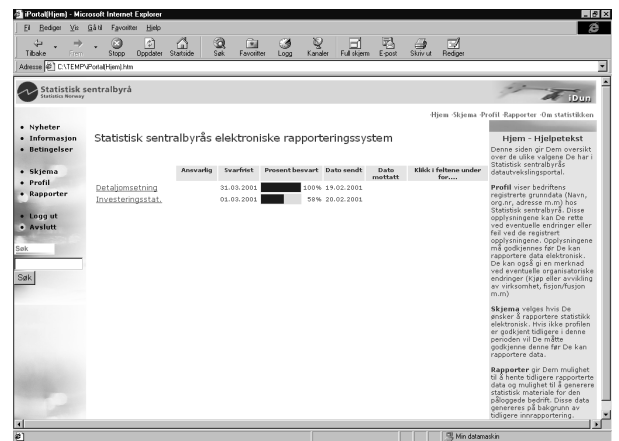 iPortal(Hjem) - Microsoft Internet Explorer
Fil Rediger Vis Gå til Favoritter Hjelp
Tilbake Frem Stopp Oppdater Startside Søk Favoritter Logg Kanaler Full skjerm E-post Skriv ut Rediger
Adresse C:\TEMP\iPortal(Hjem).htm
Statistisk sentralbyrå
Statistics Norway
iDun
·Hjem ·Skjema ·Profil ·Rapporter ·Om statistikken
• Nyheter
• Informasjon
• Betingelser
• Skjema
• Profil
• Rapporter
• Logg ut
• Avslutt
Søk
Søk
Statistisk sentralbyrås elektroniske rapporteringssystem
Ansvarlig Svarfrist Prosent besvart Dato sendt Dato mottatt Klikk i feltene under for....
Detaljomsetning 31.03.2001 100% 19.02.2001
Investeringsstat. 01.03.2001 58% 20.02.2001
Hjem - Hjelpetekst
Denne siden gir Dem oversikt
over de ulike valgene De har i
Statistisk sentralbyrås
datautvekslingsportal.
Profil viser bedriftens
registrerte grunndata (Navn,
org.nr, adresse m.m) hos
Statistisk sentralbyrå. Disse
opplysningene kan De rette
ved eventuelle endringer eller
feil ved de registrert
opplysningene. Opplysningene
må godkjennes før De kan
rapportere data elektronisk.
De kan også gi en merknad
ved eventuelle organisatoriske
endringer (Kjøp eller avvikling
av virksomhet, fisjon/fusjon
m.m)
Skjema velges hvis De
ønsker å rapportere statistikk
elektronisk. Hvis ikke profilen
er godkjent tidligere i denne
perioden vil De måtte
godkjenne denne før De kan
rapportere data.
Rapporter gir Dem mulighet
til å hente tidligere rapporterte
data og mulighet til å generere
statistisk materiale for den
påloggede bedrift. Disse data
genereres på bakgrunn av
tidligere innrapportering.
Min datamaskin